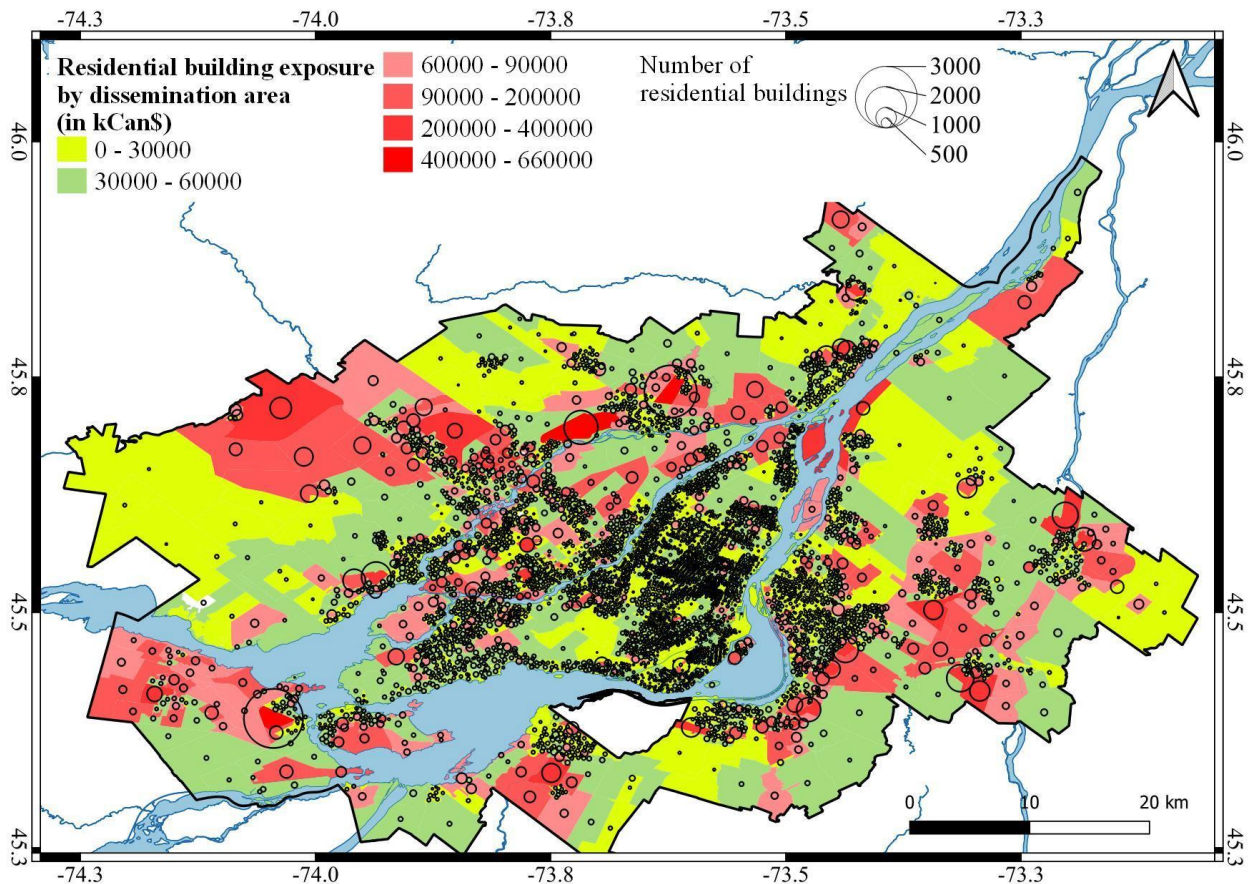 -74.3 -74.0 -73.8 -73.5 -73.3
Residential building exposure
by dissemination area
(in kCan$)
0 - 30000
30000 - 60000
60000 - 90000
90000 - 200000
200000 - 400000
400000 - 660000
Number of
residential buildings
3000
2000
1000
500
46.0
45.8
45.5
45.3
46.0
45.8
45.5
45.3
0 10 20 km
-74.3 -74.0 -73.8 -73.5 -73.3